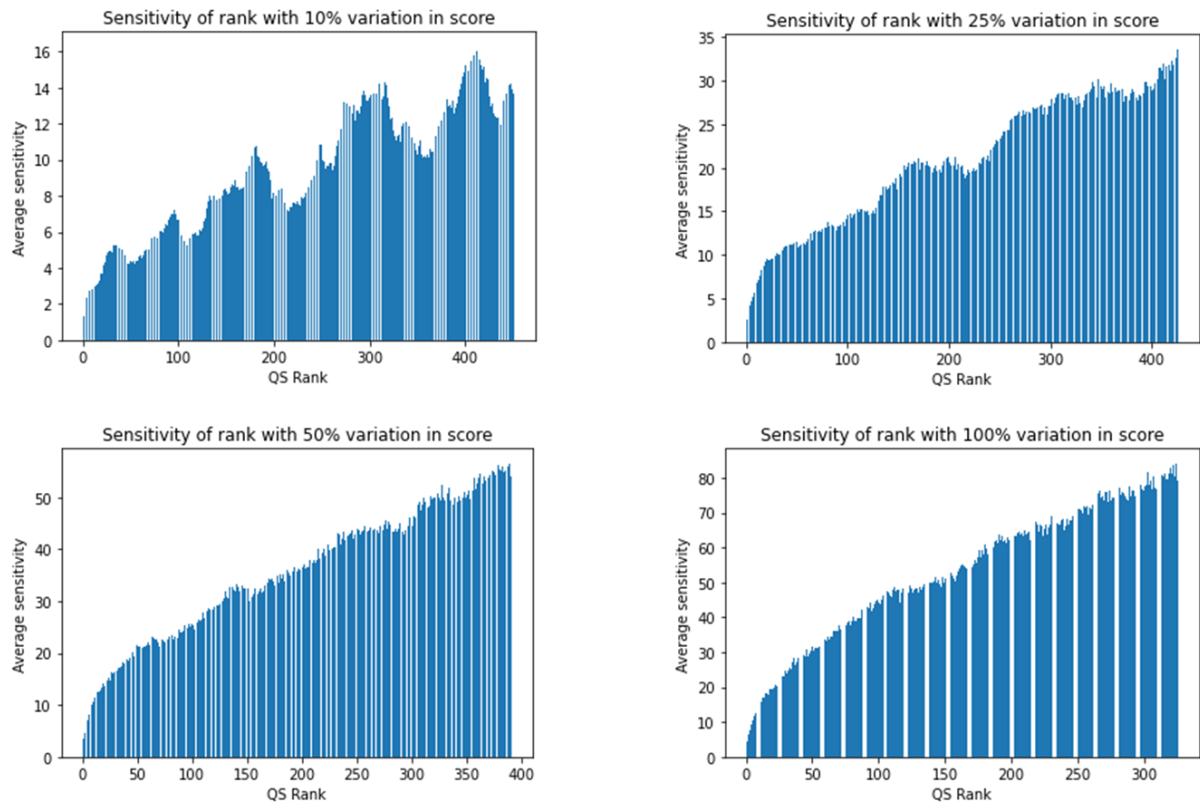 Sensitivity of rank with 10% variation in score
16
14
12
10
8
6
4
2
0
Average sensitivity
0 100 200 300 400
QS Rank
Sensitivity of rank with 25% variation in score
35
30
25
20
15
10
5
0
Average sensitivity
0 100 200 300 400
QS Rank
Sensitivity of rank with 50% variation in score
50
40
30
20
10
0
Average sensitivity
0 50 100 150 200 250 300 350 400
QS Rank
Sensitivity of rank with 100% variation in score
80
70
60
50
40
30
20
10
0
Average sensitivity
0 50 100 150 200 250 300
QS Rank